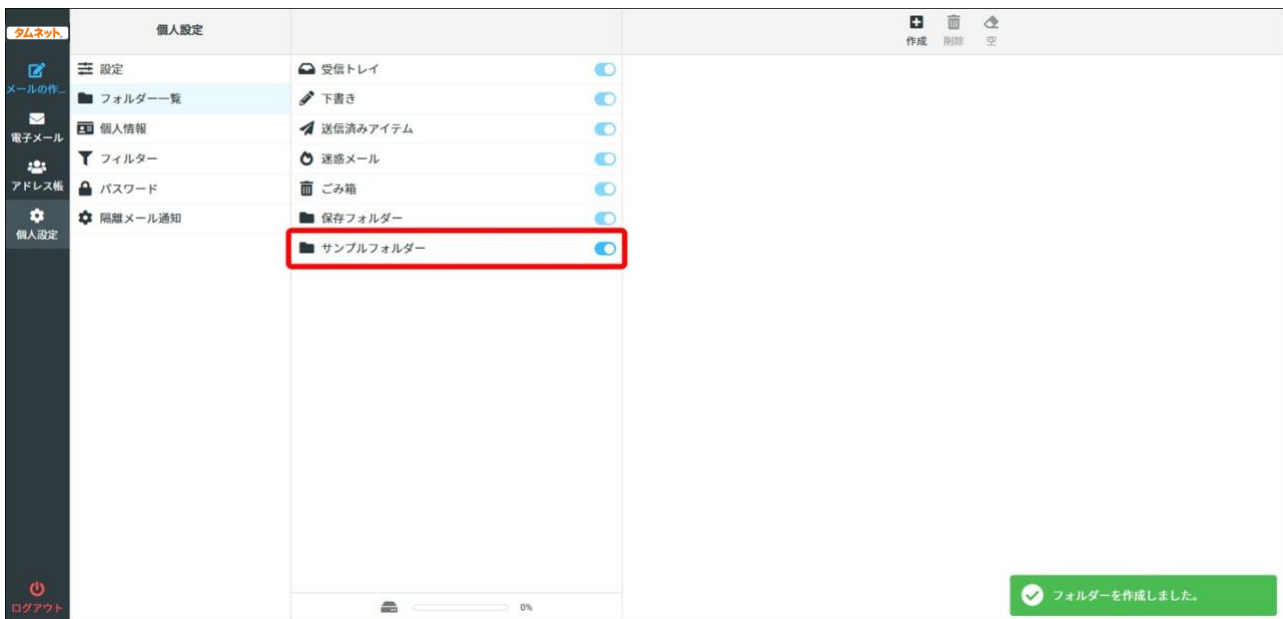 タムネット
メールの作...
電子メール
アドレス帳
個人設定
ログアウト
個人設定
設定
フォルダー一覧
個人情報
フィルター
パスワード
隔離メール通知
受信トレイ
下書き
送信済みアイテム
迷惑メール
ごみ箱
保存フォルダー
サンプルフォルダー
0%
作成 削除 空
フォルダーを作成しました。